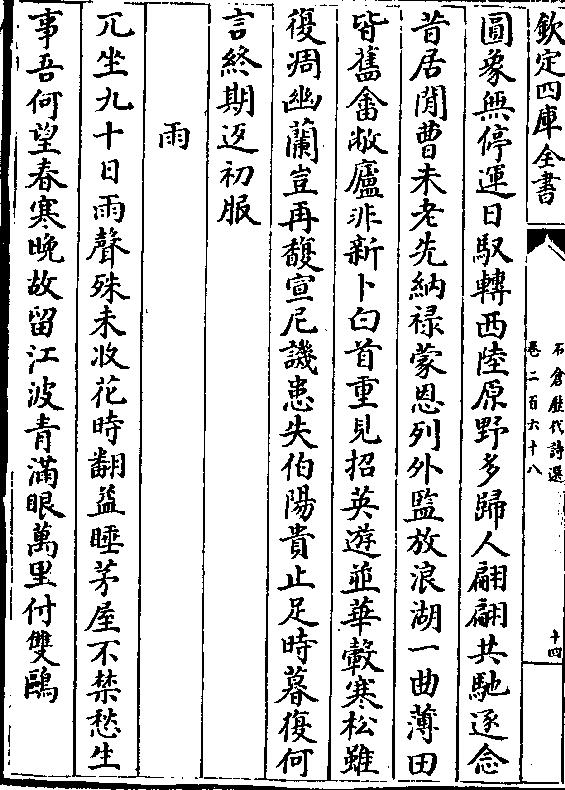 欽定四庫全書
石倉歷代詩選
卷二百六十八
十四
圓象無停運日馭轉西陸原野多歸人翩翩共馳逐念
昔居閒曹未老先納禄蒙恩列外監放浪湖一曲薄田
皆舊畬敝廬非新卜白首重見招英遊並華轂寒松雖
復凋幽蘭豈再馥宣尼譏患失伯陽貴止足時暮復何
言終期返初服
雨
兀坐九十日雨聲殊未收花時翻益睡茅屋不禁愁生
事吾何望春寒晚故留江波青滿眼萬里付雙鷗